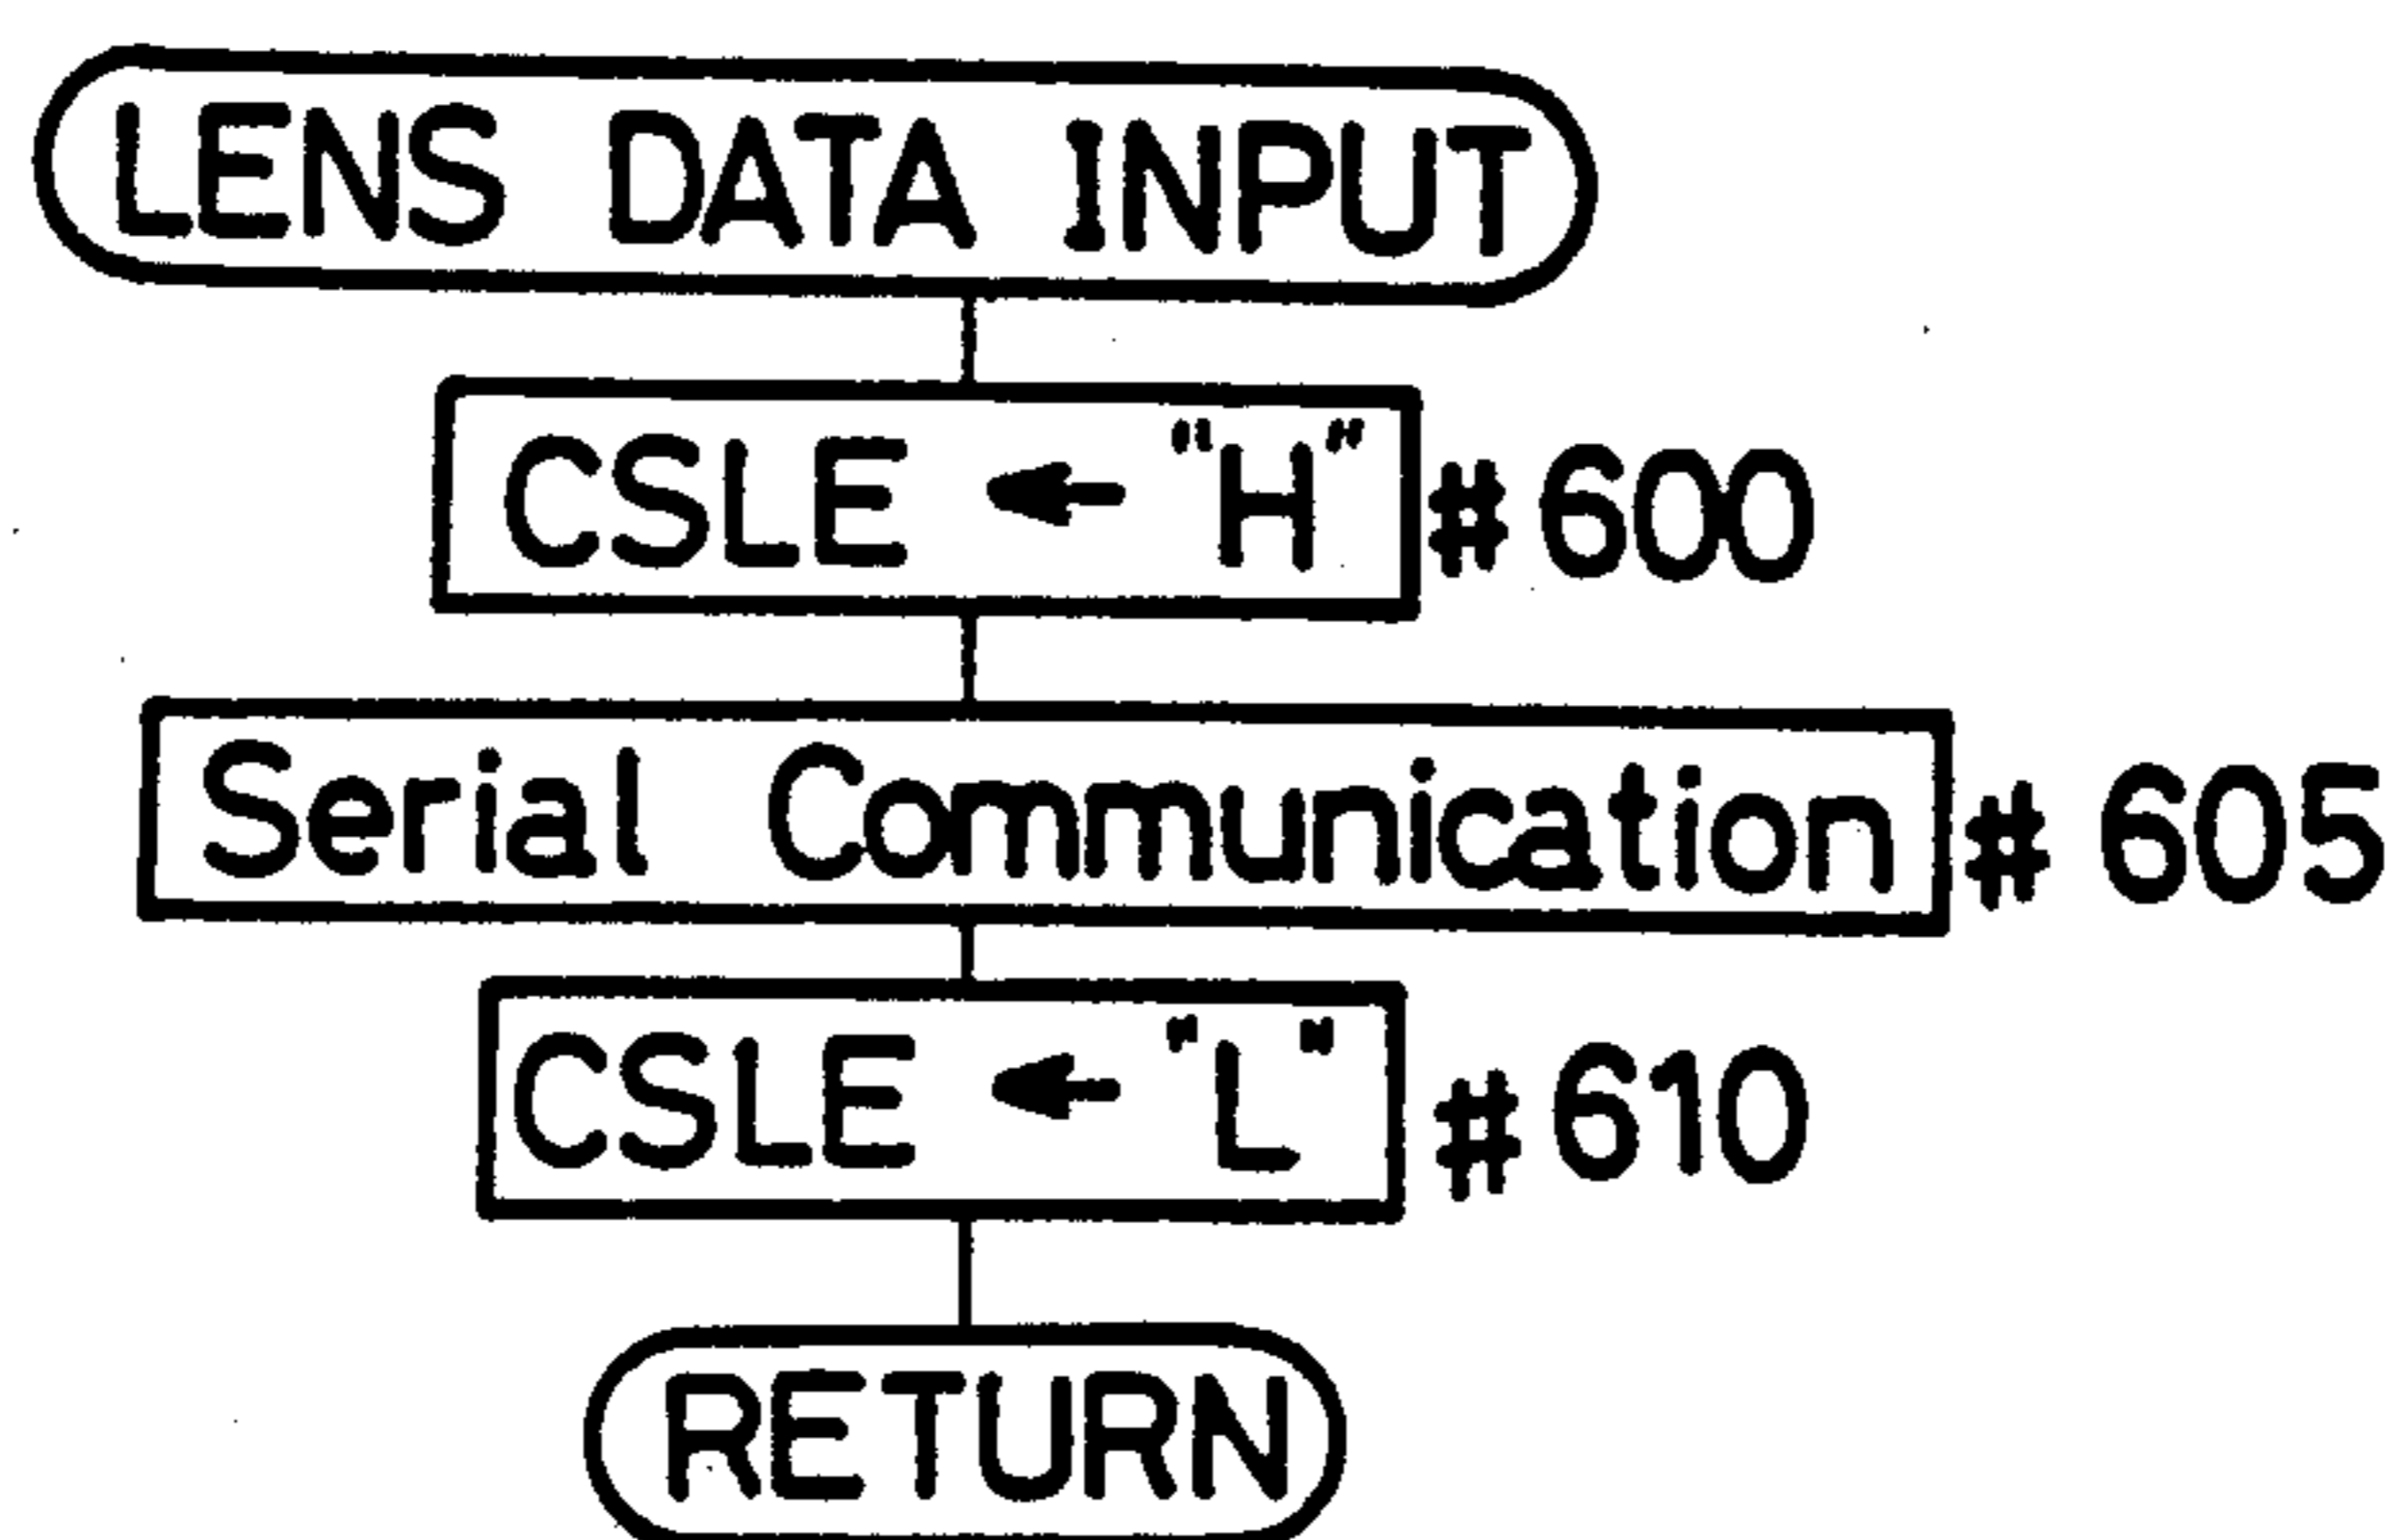 LENS DATA INPUT
CSLE ← "H" #600
Serial Communication # 605
CSLE ← "L" #610
RETURN